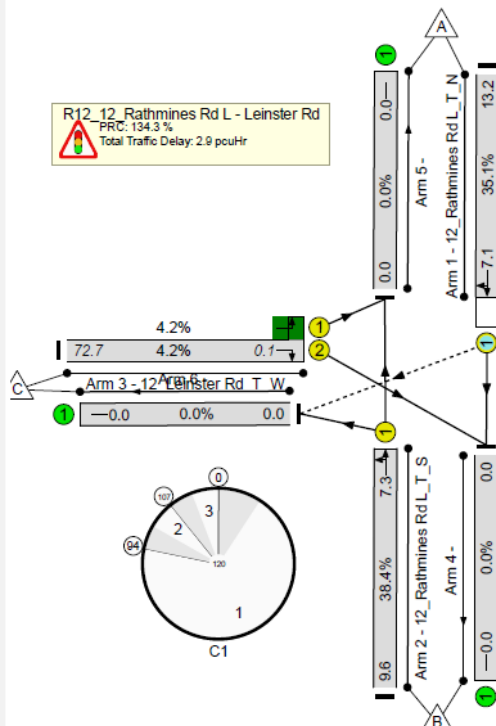 A
1
R12_12_Rathmines Rd L - Leinster Rd
PRC: 134.3 %
Total Traffic Delay: 2.9 pcuHr
0.0
0.0%
0.0
Arm 5 -
Arm 1 - 12_Rathmines Rd L_T_N
13.2
35.1%
7.1
4.2%
1
72.7 4.2% 0.1
2
1
Arm 6
C
Arm 3 - 12_Leinster Rd_T_W
1
0.0 0.0% 0.0
1
7.3
38.4%
9.6
Arm 2 - 12_Rathmines Rd L_T_S
Arm 4 -
0.0
0.0%
0.0
0
107
94
3
2
120
1
C1
1
B